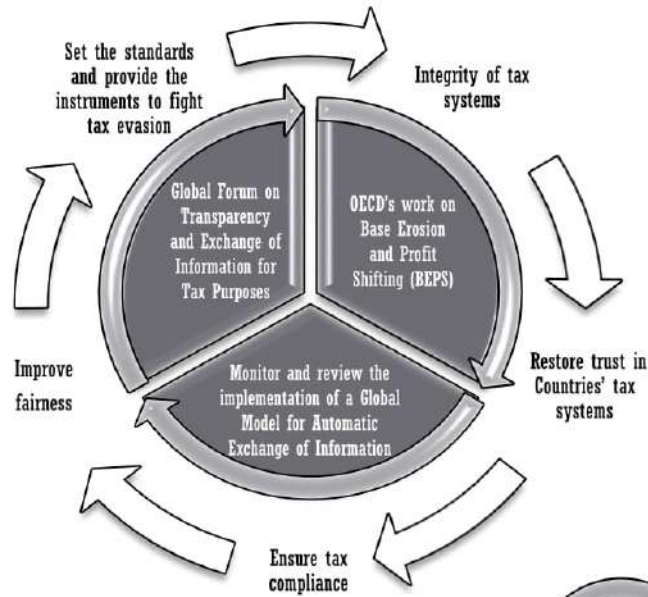 Set the standards
and provide the
instruments to fight
tax evasion
Integrity of tax
systems
Global Forum on
Transparency
and Exchange of
Information for
Tax Purposes
OECD's work on
Base Erosion
and Profit
Shifting (BEPS)
Improve
fairness
Monitor and review the
implementation of a Global
Model for Automatic
Exchange of Information
Restore trust in
Countries' tax
systems
Ensure tax
compliance